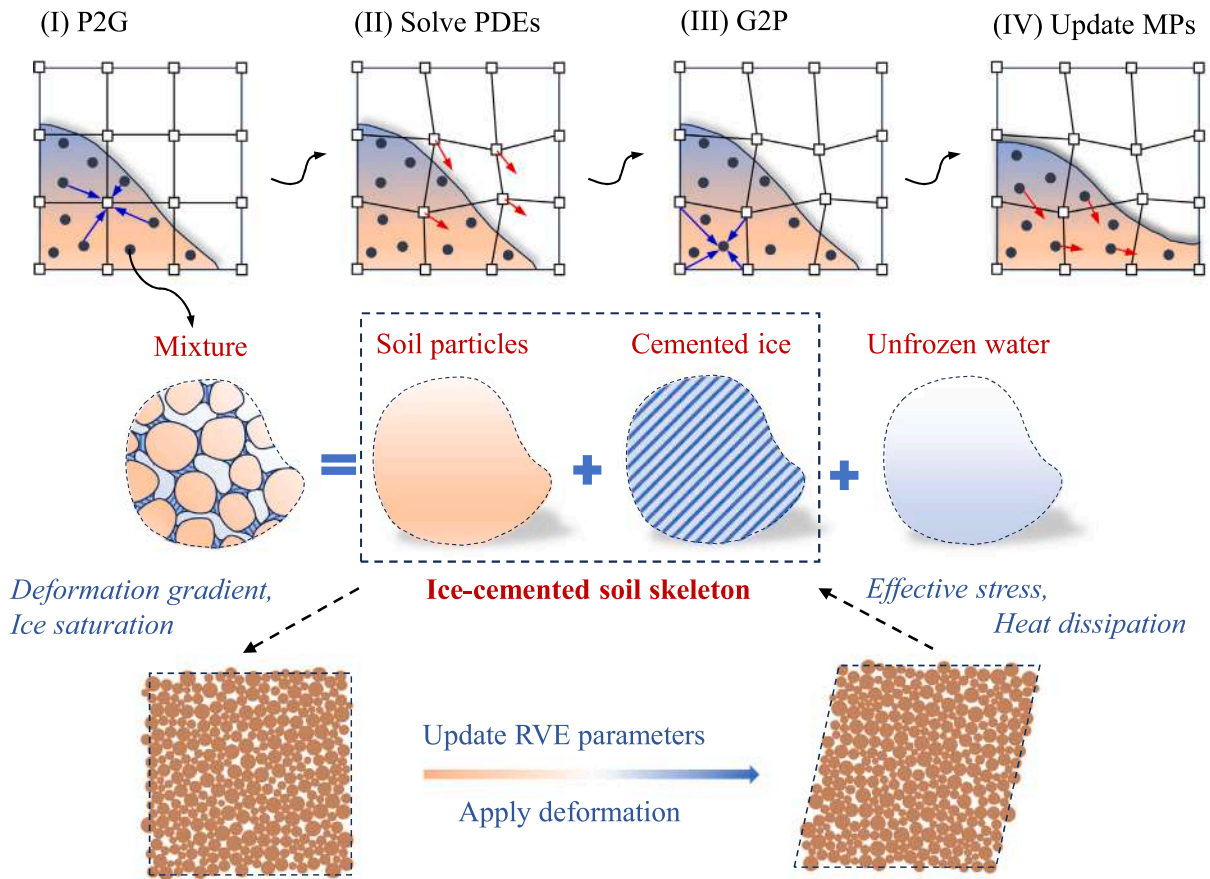 (I) P2G
(II) Solve PDEs
(III) G2P
(IV) Update MPs
Mixture
Soil particles
Cemented ice
Unfrozen water
=
+
+
Deformation gradient,
Ice saturation
Ice-cemented soil skeleton
Effective stress,
Heat dissipation
Update RVE parameters
Apply deformation